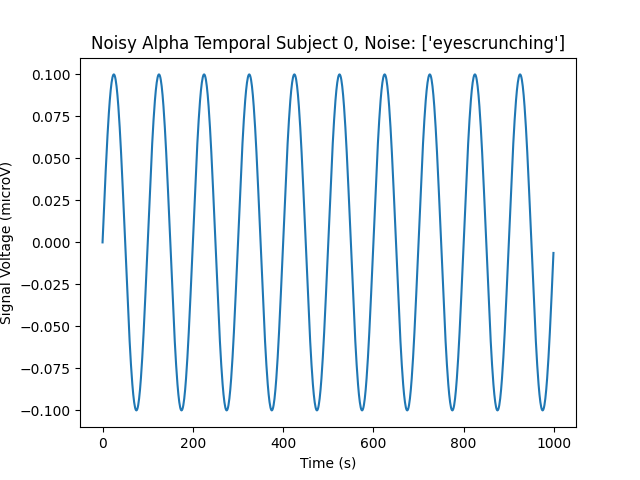 Noisy Alpha Temporal Subject 0, Noise: ['eyescrunching']
0.100
0.075
0.050
0.025
0.000
−0.025
−0.050
−0.075
−0.100
Signal Voltage (microV)
0 200 400 600 800 1000
Time (s)